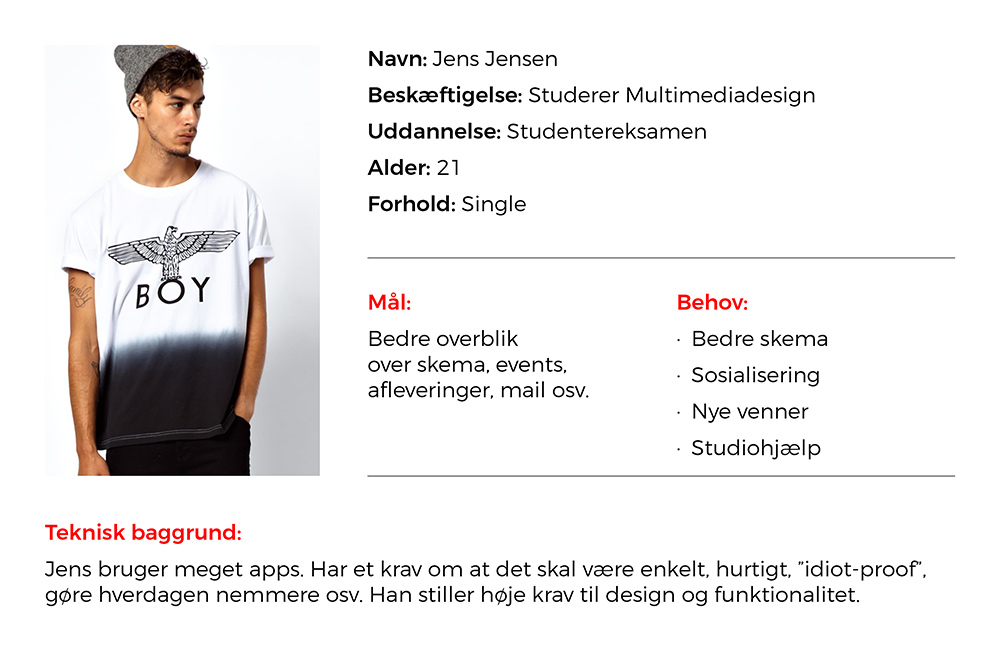 Navn: Jens Jensen
Beskæftigelse: Studerer Multimediadesign
Uddannelse: Studentereksamen
Alder: 21
Forhold: Single
family
BOY
Mål:
Bedre overblik
over skema, events,
afleveringer, mail osv.
Behov:
· Bedre skema
· Sosialisering
· Nye venner
· Studiohjælp
Teknisk baggrund:
Jens bruger meget apps. Har et krav om at det skal være enkelt, hurtigt, ”idiot-proof”,
gøre hverdagen nemmere osv. Han stiller høje krav til design og funktionalitet.